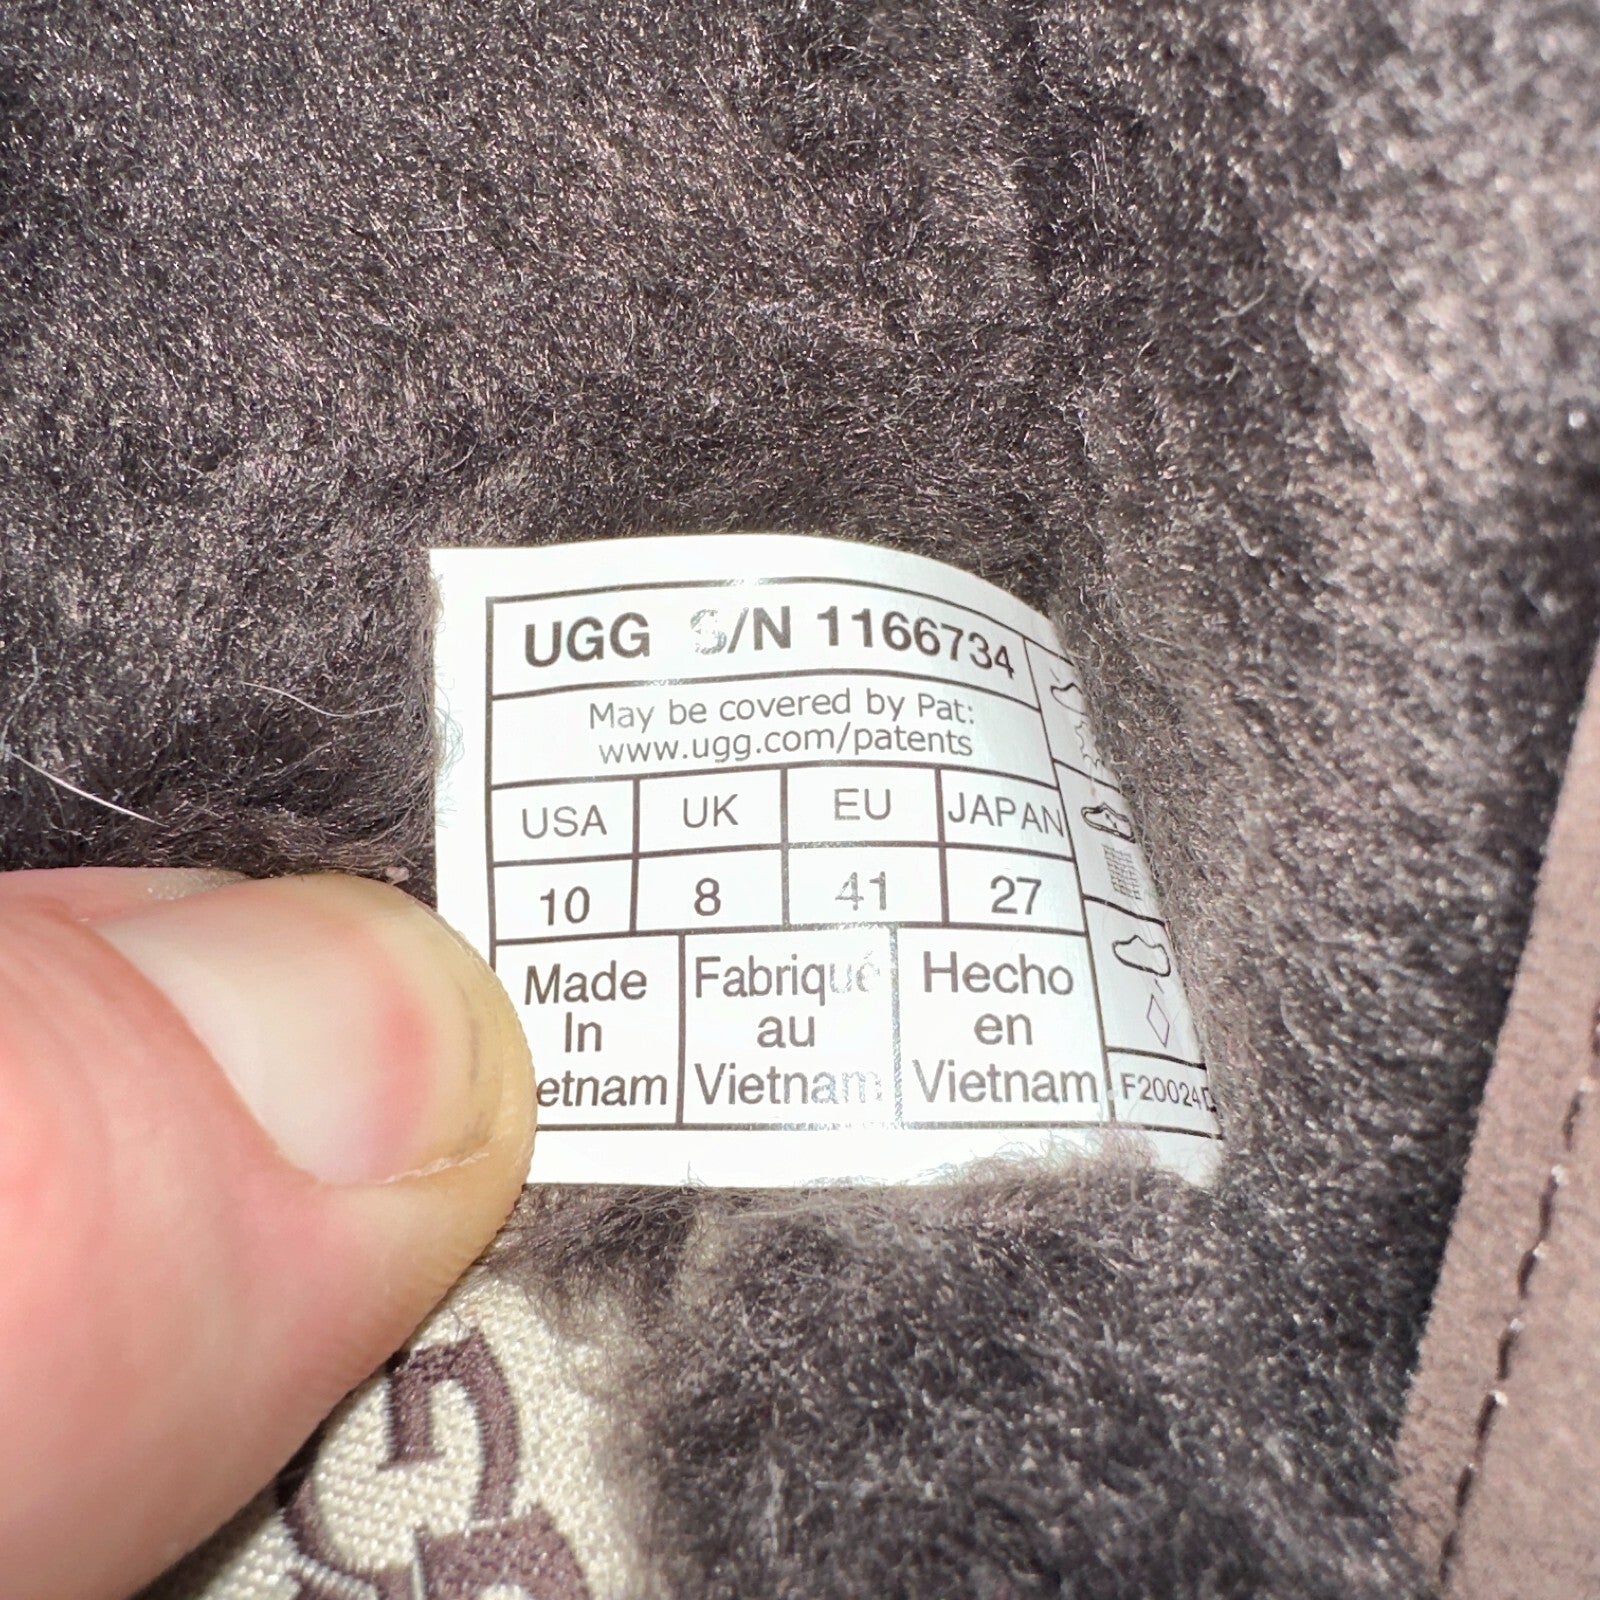 UGG S/N 1166734
May be covered by Pat:
www.ugg.com/patents
USA UK EU JAPAN
10 8 41 27
Made Fabriqué Hecho
In au en
etnam Vietnam Vietnam